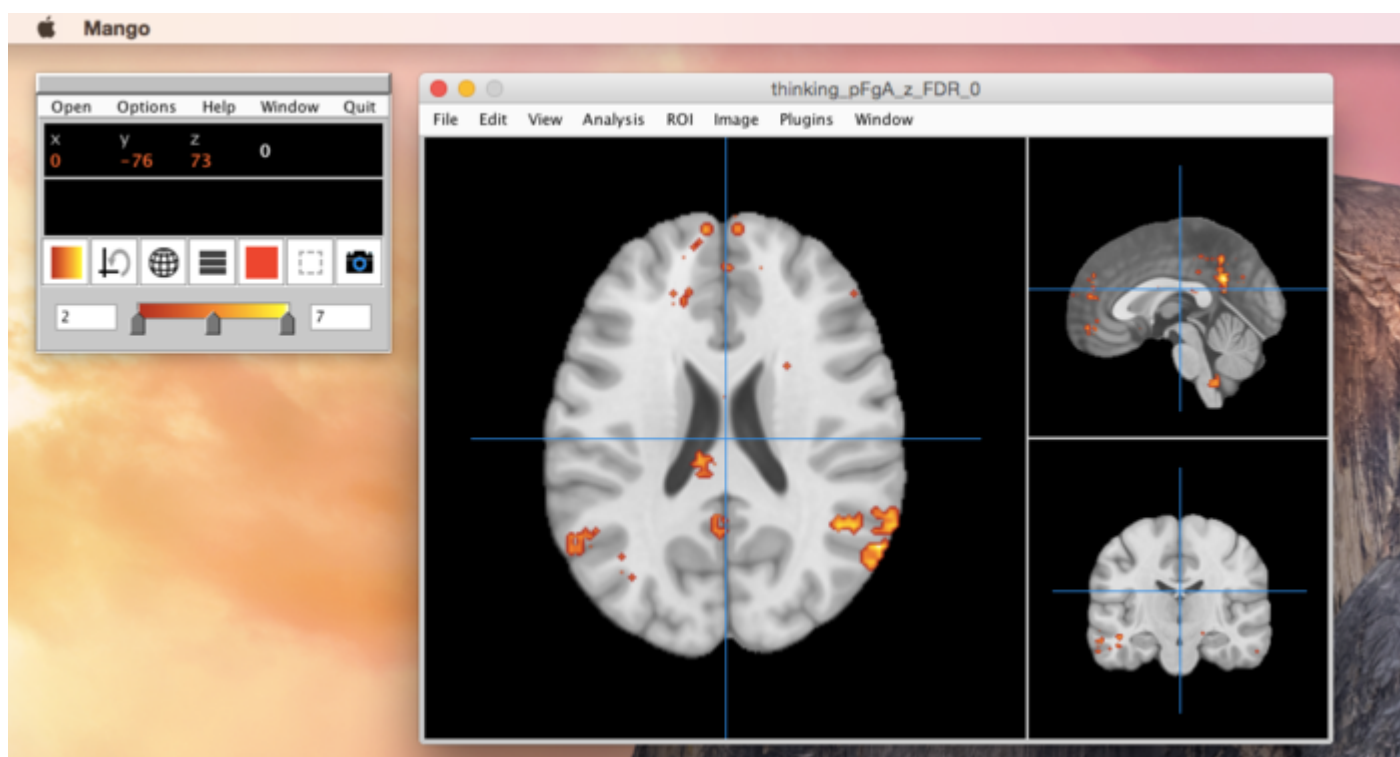 Mango
Open Options Help Window Quit
x y z
0 -76 73 0
2 7
thinking_pFgA_z_FDR_0
File Edit View Analysis ROI Image Plugins Window